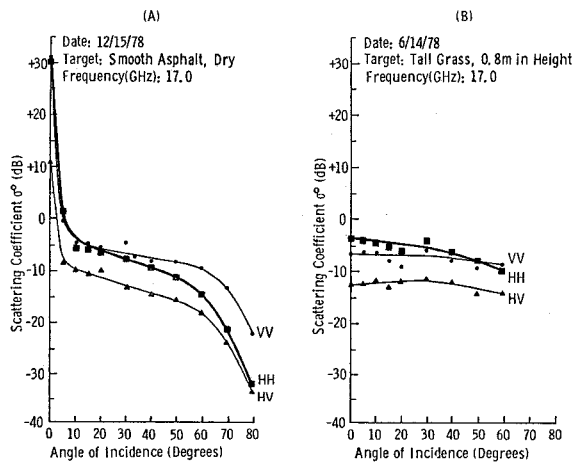 (A)
Date: 12/15/78
Target: Smooth Asphalt, Dry
Frequency(GHz): 17.0
Scattering Coefficient σ° (dB)
+30
+20
+10
0
-10
-20
-30
-40
VV
HH
HV
0 10 20 30 40 50 60 70 80
Angle of Incidence (Degrees)
(B)
Date: 6/14/78
Target: Tall Grass, 0.8m in Height
Frequency(GHz): 17.0
Scattering Coefficient σ° (dB)
+30
+20
+10
0
-10
-20
-30
-40
VV
HH
HV
0 10 20 30 40 50 60 70 80
Angle of Incidence (Degrees)